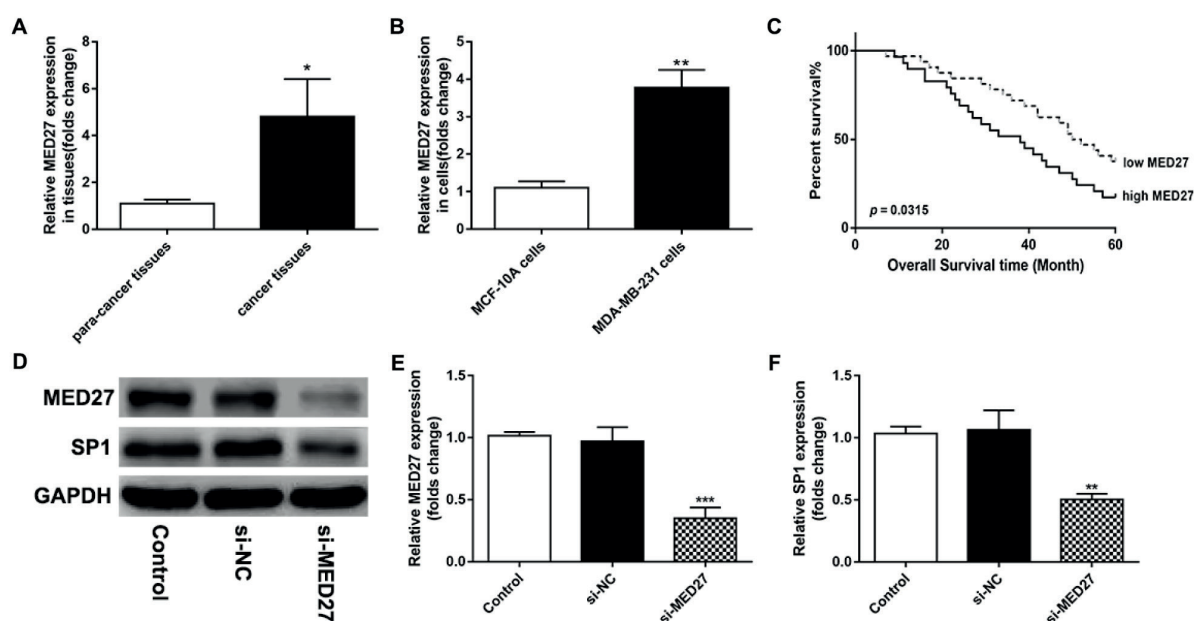 A
Relative MED27 expression
in tissues(folds change)
8
6
4
2
0
*
para-cancer tissues
cancer tissues
B
Relative MED27 expression
in cells(folds change)
5
4
3
2
1
0
**
MCF-10A cells
MDA-MB-231 cells
C
Percent survival%
100
50
0
low MED27
high MED27
p = 0.0315
0
20
40
60
Overall Survival time (Month)
D
MED27
SP1
GAPDH
Control
si-NC
si-MED27
E
Relative MED27 expression
(folds change)
1.5
1.0
0.5
0.0
***
Control
si-NC
si-MED27
F
Relative SP1 expression
(folds change)
1.5
1.0
0.5
0.0
**
Control
si-NC
si-MED27